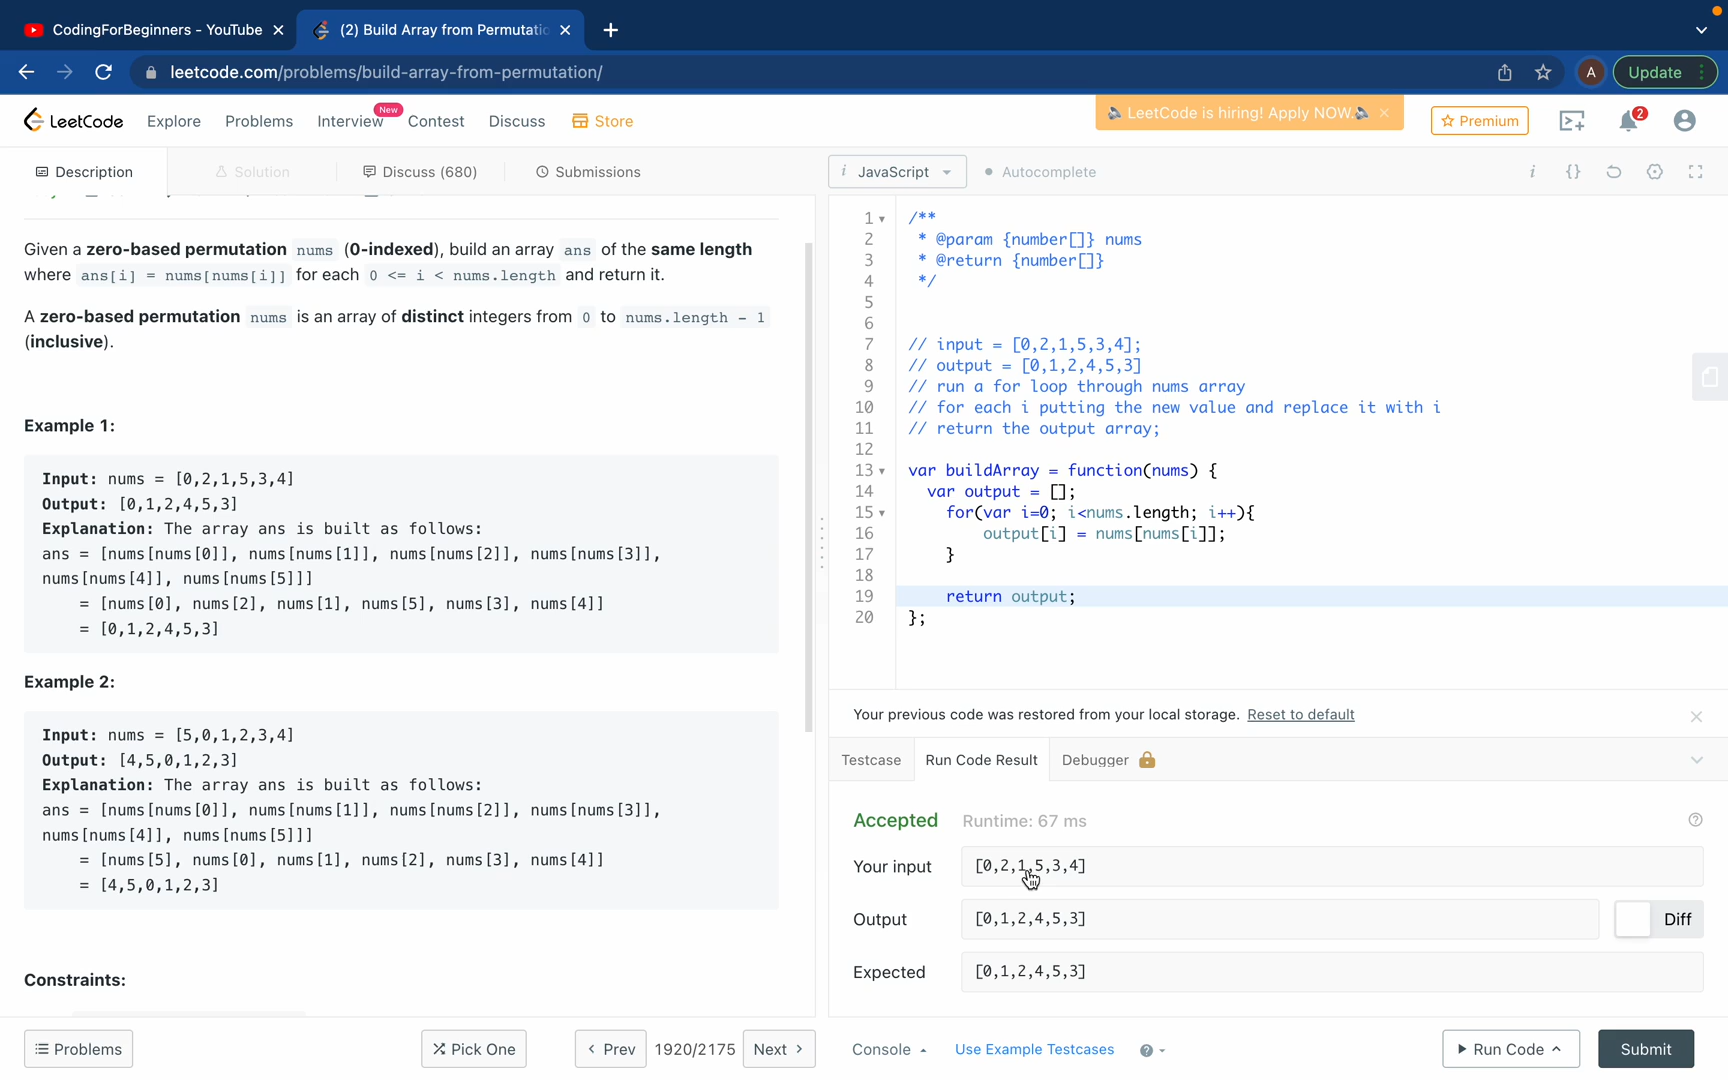 CodingForBeginners - YouTube
(2) Build Array from Permutatio
leetcode.com/problems/build-array-from-permutation/
A
Update
LeetCode
Explore
Problems
Interview
New
Contest
Discuss
Store
LeetCode is hiring! Apply NOW.
Premium
2
Description
Solution
Discuss (680)
Submissions
i JavaScript
Autocomplete
i {}
Given a zero-based permutation nums (0-indexed), build an array ans of the same length
where ans[i] = nums[nums[i]] for each 0 <= i < nums.length and return it.
A zero-based permutation nums is an array of distinct integers from 0 to nums.length - 1
(inclusive).
Example 1:
Input: nums = [0,2,1,5,3,4]
Output: [0,1,2,4,5,3]
Explanation: The array ans is built as follows:
ans = [nums[nums[0]], nums[nums[1]], nums[nums[2]], nums[nums[3]],
nums[nums[4]], nums[nums[5]]]
= [nums[0], nums[2], nums[1], nums[5], nums[3], nums[4]]
= [0,1,2,4,5,3]
Example 2:
Input: nums = [5,0,1,2,3,4]
Output: [4,5,0,1,2,3]
Explanation: The array ans is built as follows:
ans = [nums[nums[0]], nums[nums[1]], nums[nums[2]], nums[nums[3]],
nums[nums[4]], nums[nums[5]]]
= [nums[5], nums[0], nums[1], nums[2], nums[3], nums[4]]
= [4,5,0,1,2,3]
Constraints:
1 /**
2 * @param {number[]} nums
3 * @return {number[]}
4 */
5
6
7 // input = [0,2,1,5,3,4];
8 // output = [0,1,2,4,5,3]
9 // run a for loop through nums array
10 // for each i putting the new value and replace it with i
11 // return the output array;
12
13 var buildArray = function(nums) {
14 var output = [];
15 for(var i=0; i<nums.length; i++){
16 output[i] = nums[nums[i]];
17 }
18
19 return output;
20 };
Your previous code was restored from your local storage. Reset to default
Testcase
Run Code Result
Debugger
Accepted Runtime: 67 ms
Your input [0,2,1,5,3,4]
Output [0,1,2,4,5,3]
Diff
Expected [0,1,2,4,5,3]
Problems
Pick One
Prev
1920/2175
Next
Console
Use Example Testcases
Run Code
Submit